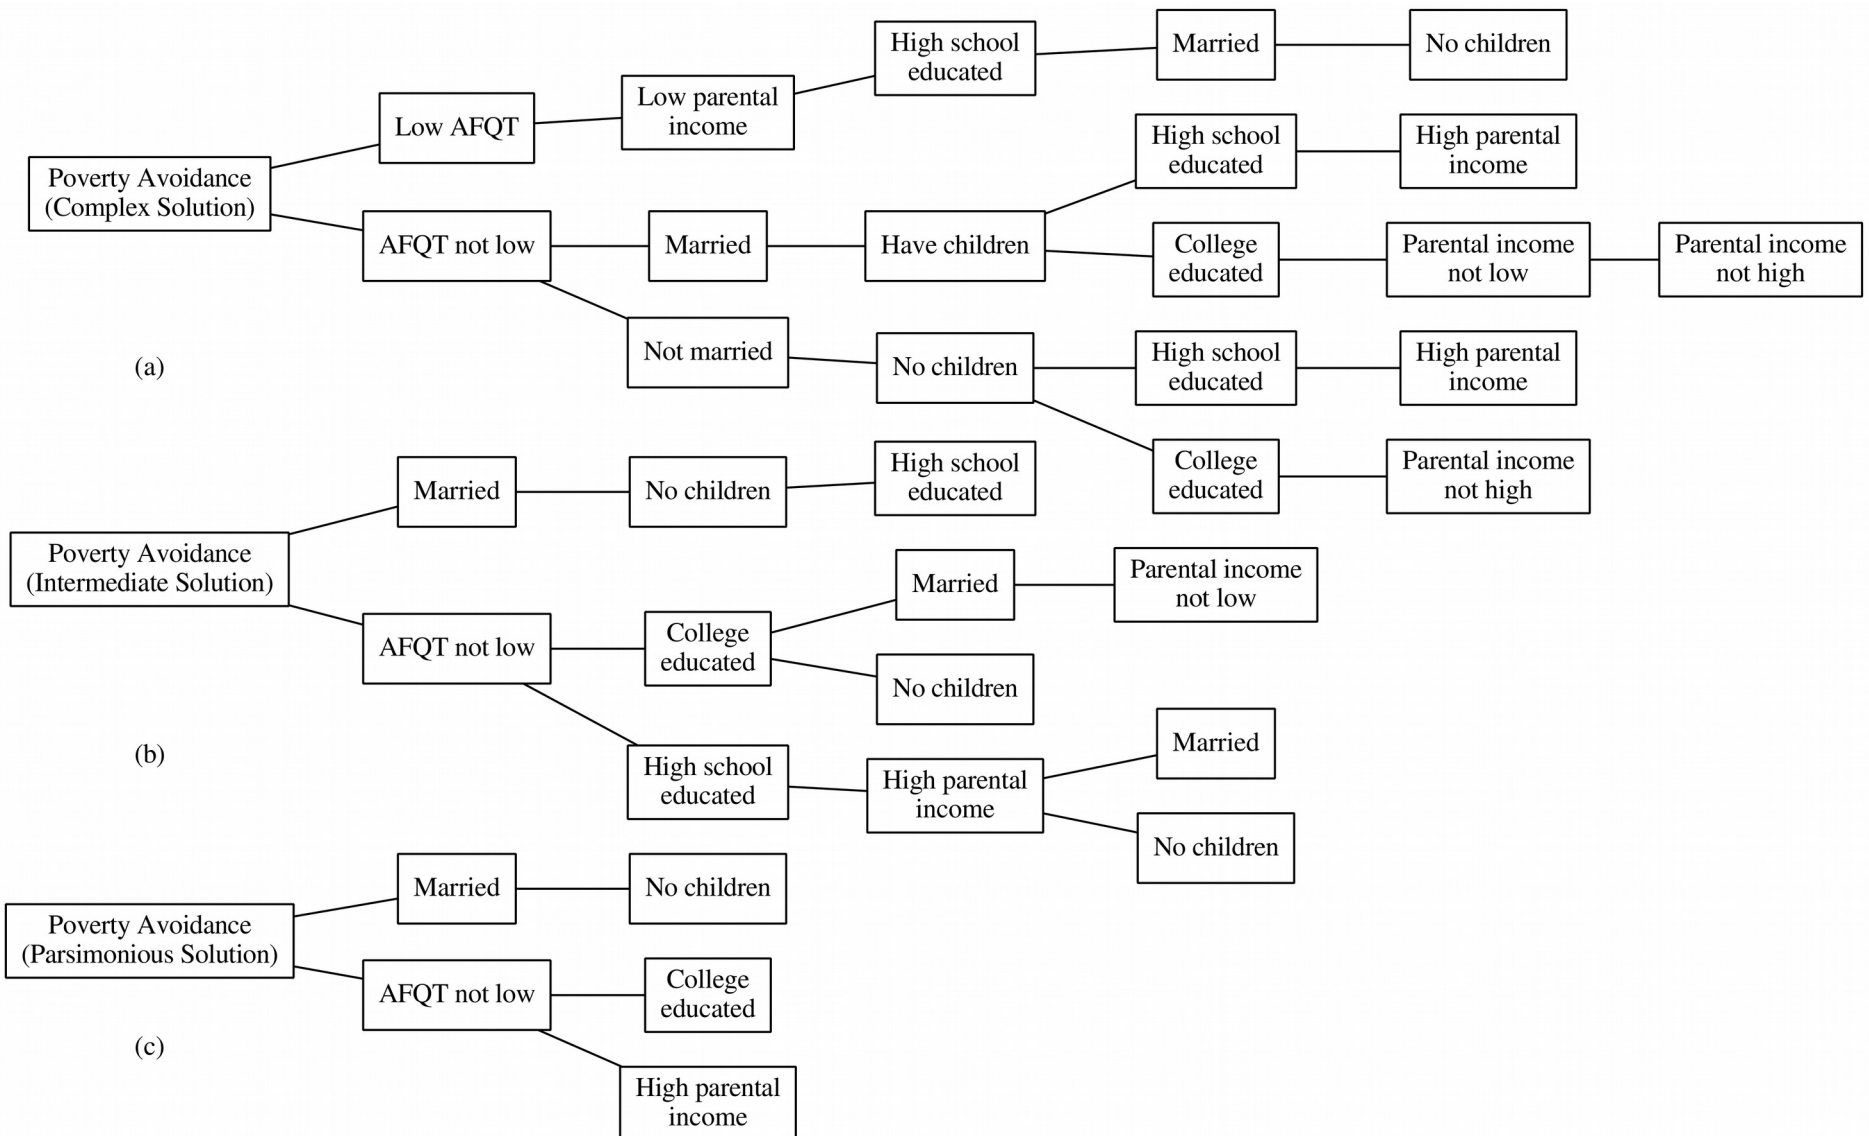 Poverty Avoidance
(Complex Solution)
Low AFQT
Low parental
income
High school
educated
Married
No children
AFQT not low
Married
Have children
High school
educated
High parental
income
College
educated
Parental income
not low
Parental income
not high
Not married
No children
High school
educated
High parental
income
College
educated
Parental income
not high
(a)
Poverty Avoidance
(Intermediate Solution)
Married
No children
High school
educated
AFQT not low
College
educated
Married
Parental income
not low
No children
High school
educated
High parental
income
Married
No children
(b)
Poverty Avoidance
(Parsimonious Solution)
Married
No children
AFQT not low
College
educated
High parental
income
(c)